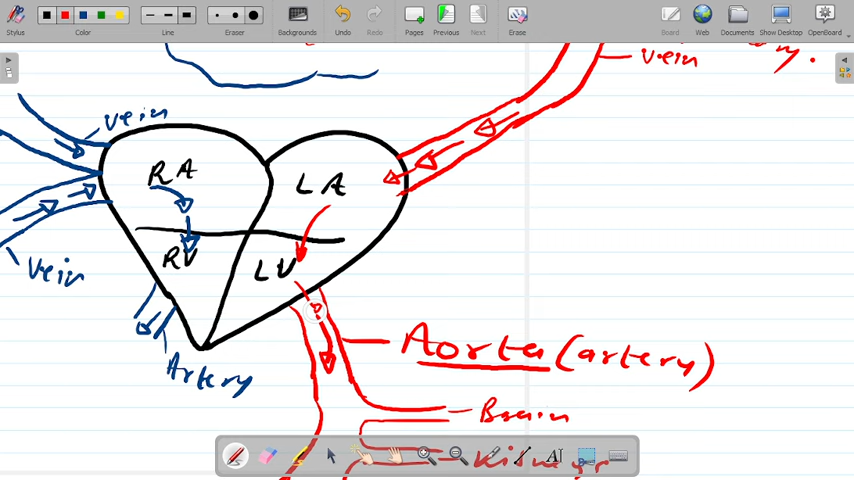 Stylus
Color
Line
Eraser
Backgrounds
Undo
Redo
Pages
Previous
Next
Erase
Board
Web
Documents
Show Desktop
OpenBoard
Vein
Vein
RA
LA
RV
LV
Vein
Artery
Aorta (artery)
Brain